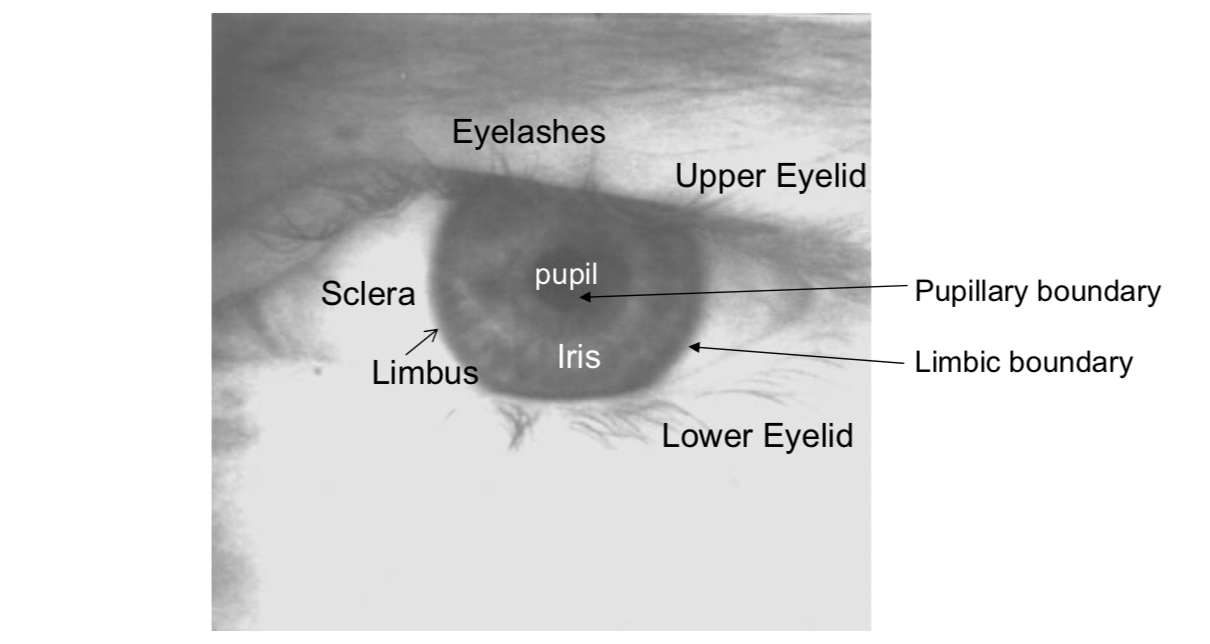 Eyelashes
Upper Eyelid
pupil
Sclera
Pupillary boundary
Iris
Limbus
Limbic boundary
Lower Eyelid